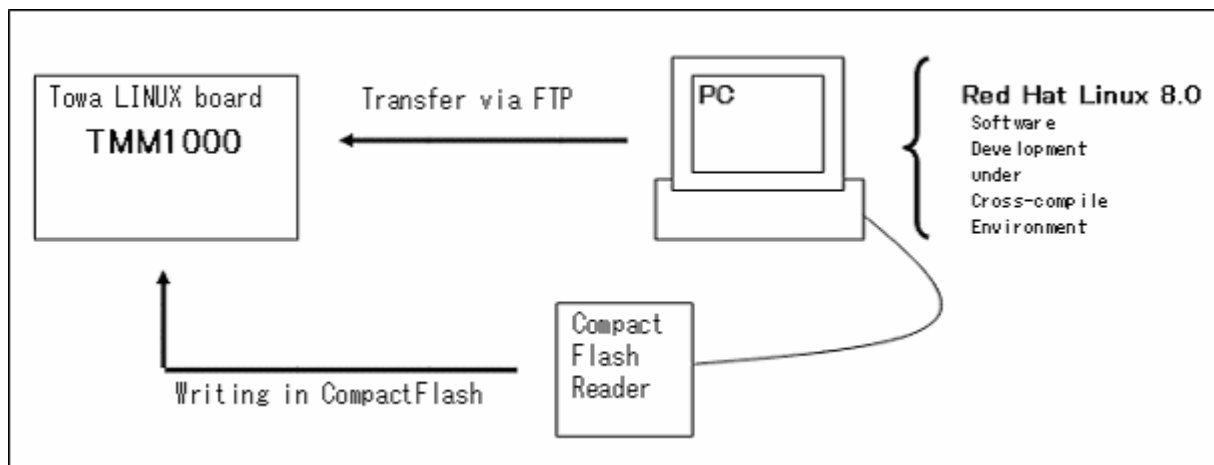 Towa LINUX board
TMM1000
Transfer via FTP
PC
Red Hat Linux 8.0
Software
Development
under
Cross-compile
Environment
Compact
Flash
Reader
Writing in CompactFlash